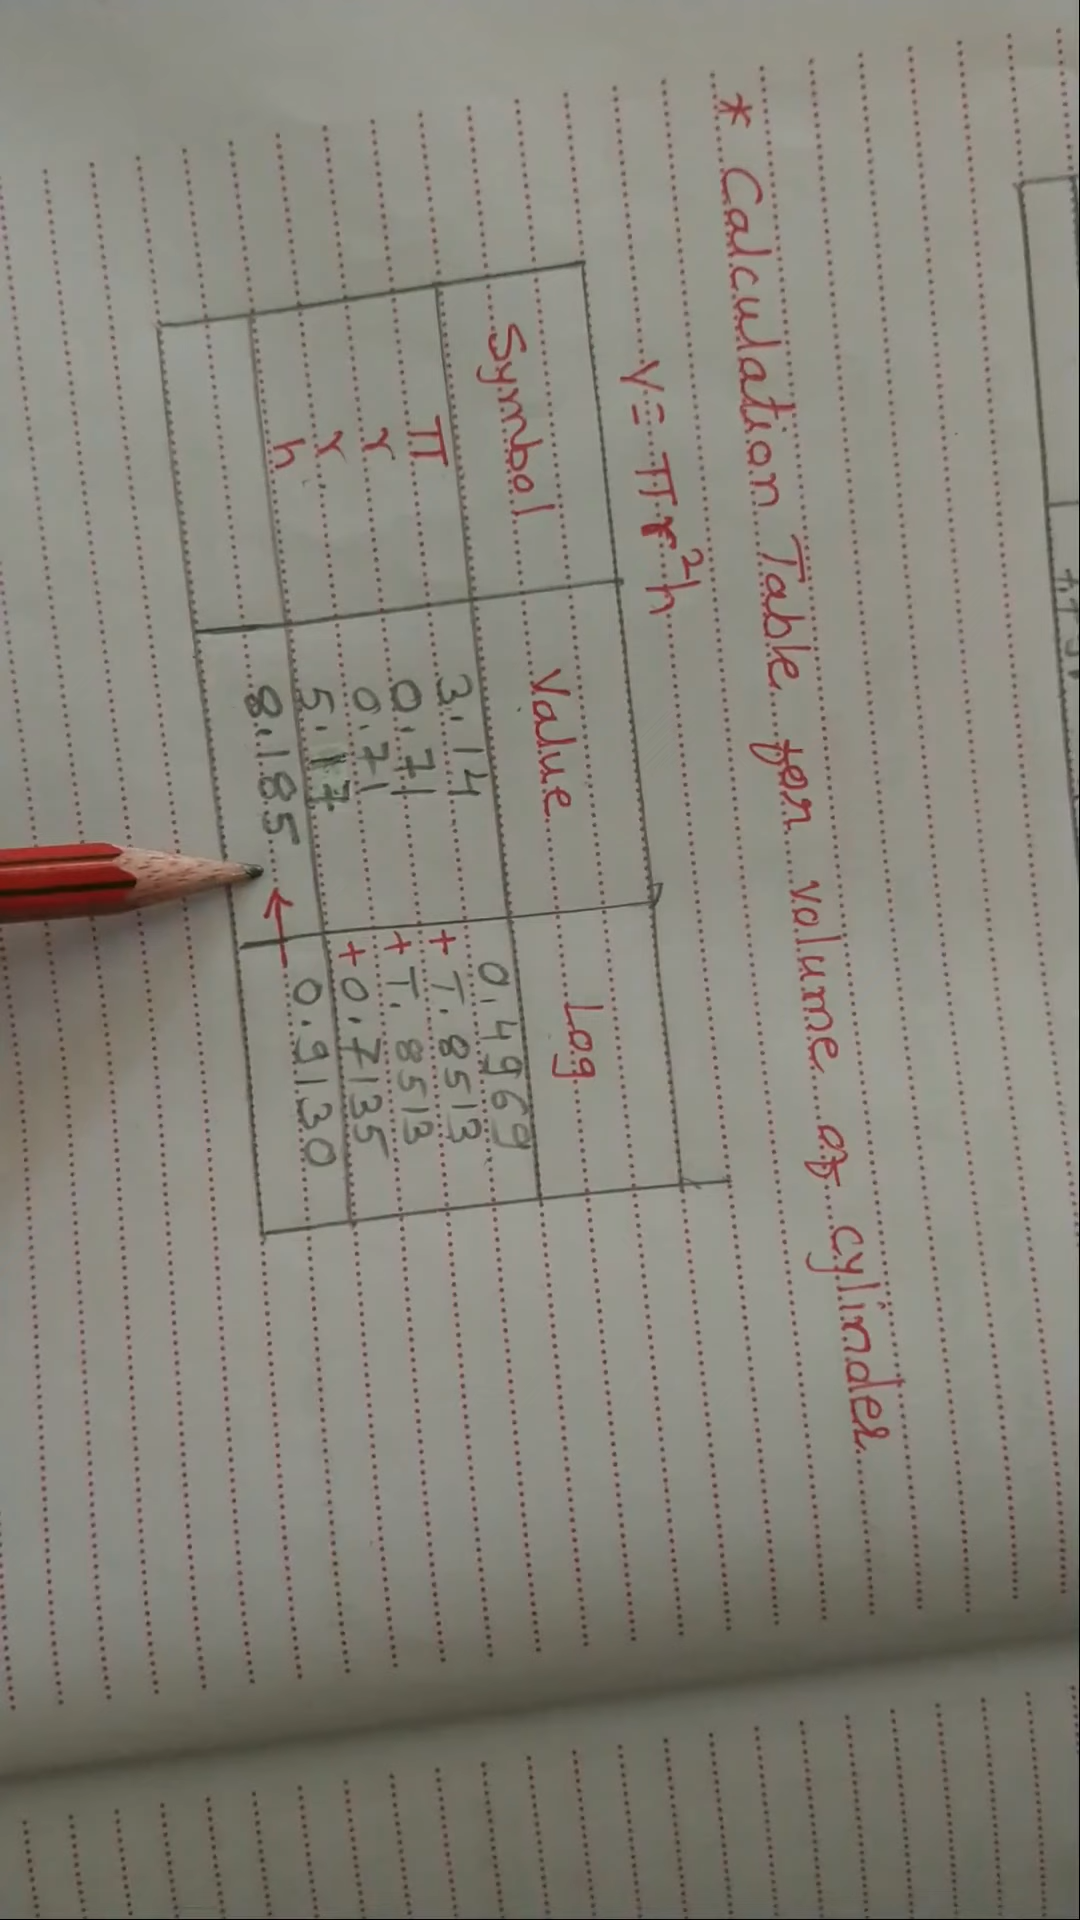 * Calculation Table for volume of cylinder
V = π r²h
Symbol Value Log
π 3.14 0.4969
r 0.71 + 1̅.8513
r 0.71 + 1̅.8513
h 5.17 + 0.7135
8.185 ← 0.9130